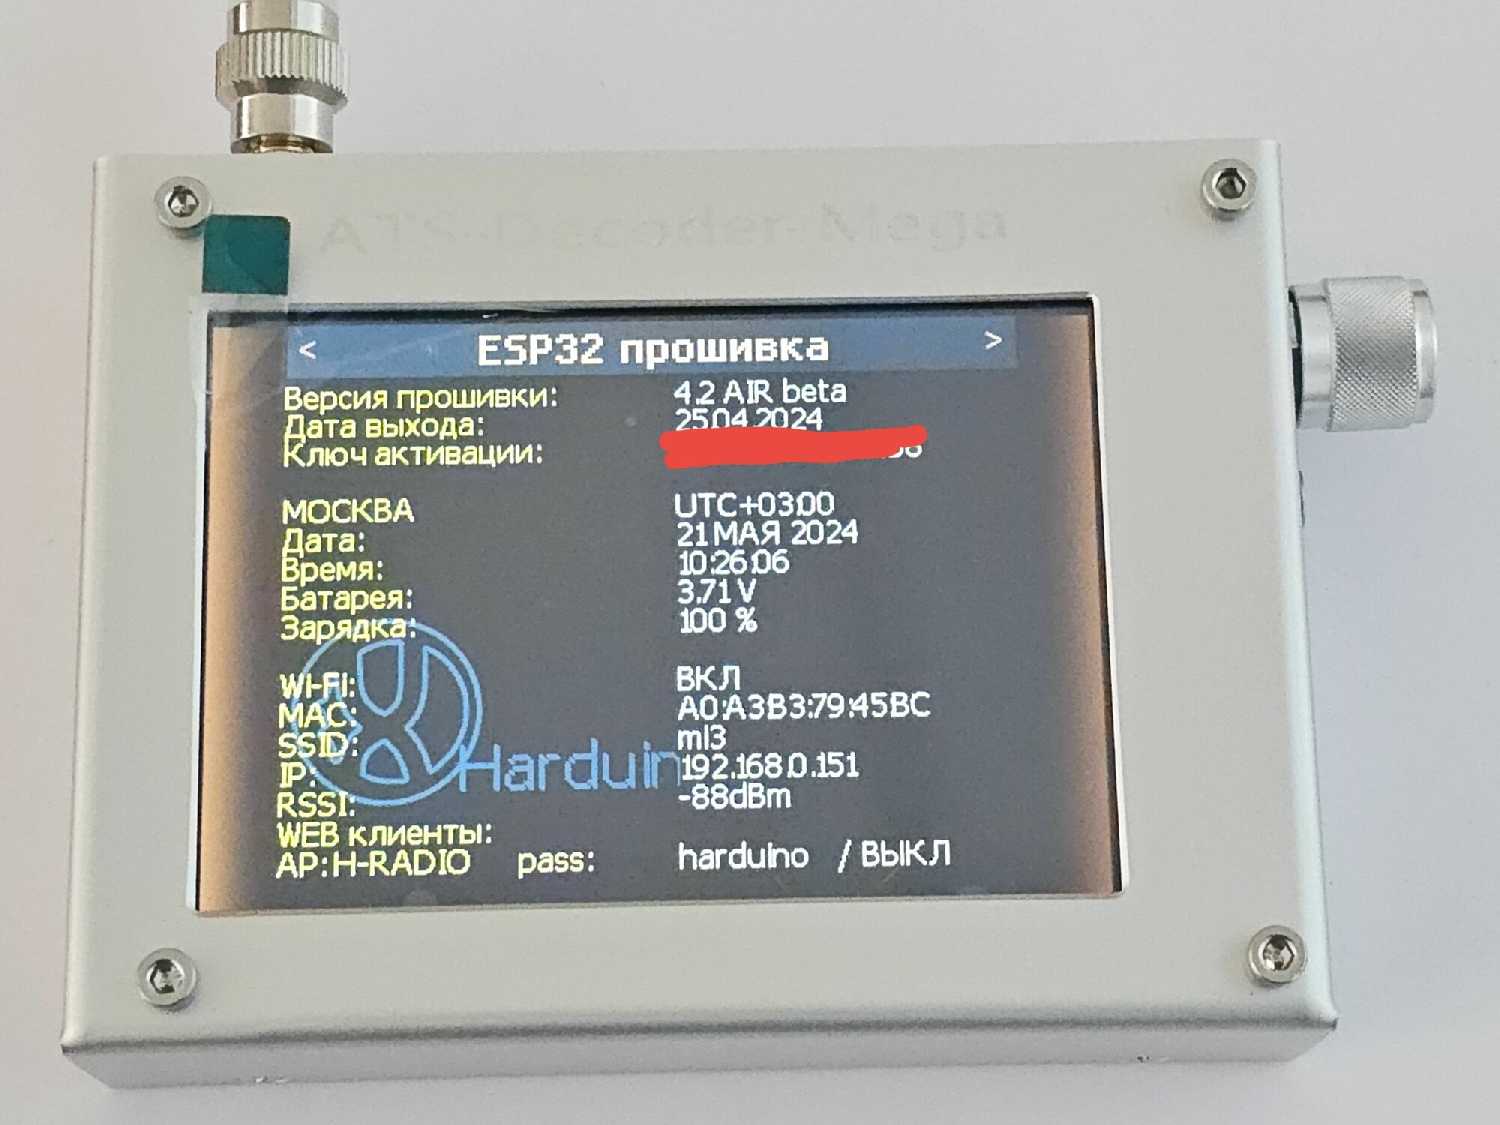 ATS-Decoder-Mega
< ESP32 прошивка >
Версия прошивки: 4.2 AIR beta
Дата выхода: 25.04.2024
Ключ активации:
МОСКВА UTC+03:00
Дата: 21 МАЯ 2024
Время: 10:26:06
Батарея: 3.71 V
Зарядка: 100 %
Wi-Fi: ВКЛ
MAC: A0:A3:B3:79:45:BC
SSID: ml3
IP: 192.168.0.151
Harduin
RSSI: -88dBm
WEB клиенты:
AP:H-RADIO pass: harduino / ВЫКЛ